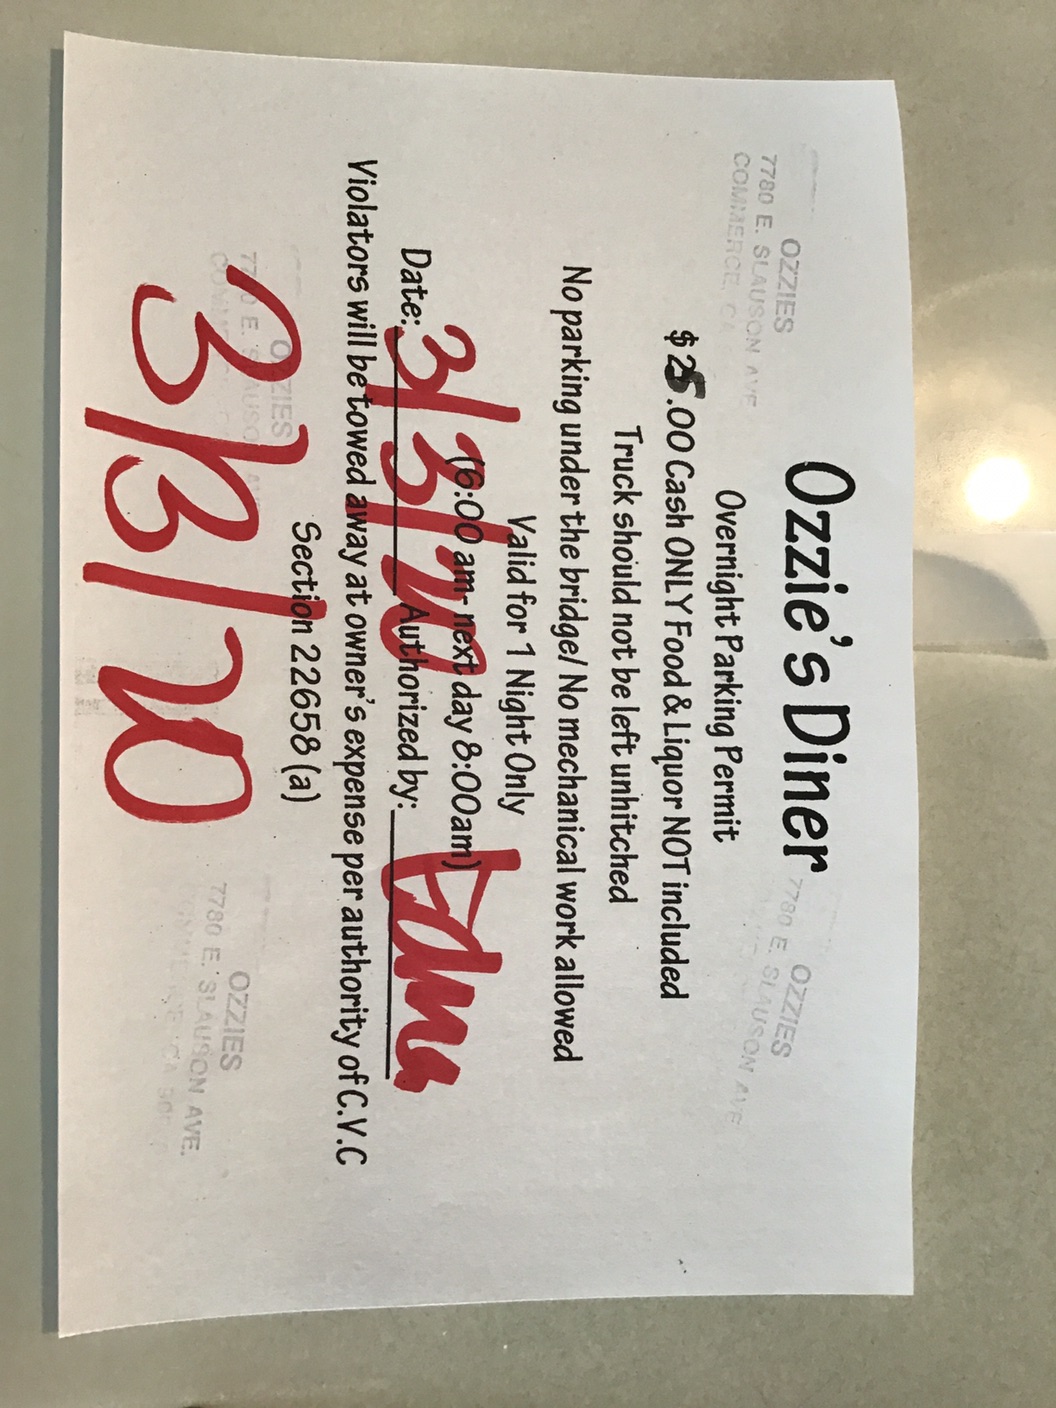 Ozzie's Diner
Overnight Parking Permit
$25.00 Cash ONLY Food & Liquor NOT included
Truck should not be left unhitched
No parking under the bridge/ No mechanical work allowed
Valid for 1 Night Only
(6:00 am- next day 8:00am)
Date: 3/3/20 Authorized by:
Violators will be towed away at owner's expense per authority of C.V.C
Section 22658 (a)
3/3/20
OZZIES
7780 E. SLAUSON AVE
COMMERCE, CA
OZZIES
7780 E. SLAUSON AVE
OZZIES
7780 E. SLAUSON AVE
OZZIES
7780 E. SLAUSON AVE.